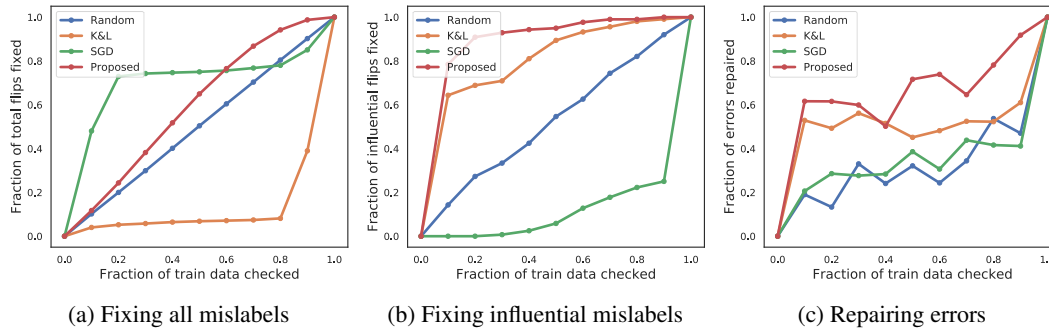 Fraction of total flips fixed
1.0
0.8
0.6
0.4
0.2
0.0
Random
K&L
SGD
Proposed
0.0 0.2 0.4 0.6 0.8 1.0
Fraction of train data checked
(a) Fixing all mislabels
Fraction of influential flips fixed
1.0
0.8
0.6
0.4
0.2
0.0
Random
K&L
SGD
Proposed
0.0 0.2 0.4 0.6 0.8 1.0
Fraction of train data checked
(b) Fixing influential mislabels
Fraction of errors repaired
1.0
0.8
0.6
0.4
0.2
0.0
Random
K&L
SGD
Proposed
0.0 0.2 0.4 0.6 0.8
Fraction of train data checked
(c) Repairing errors